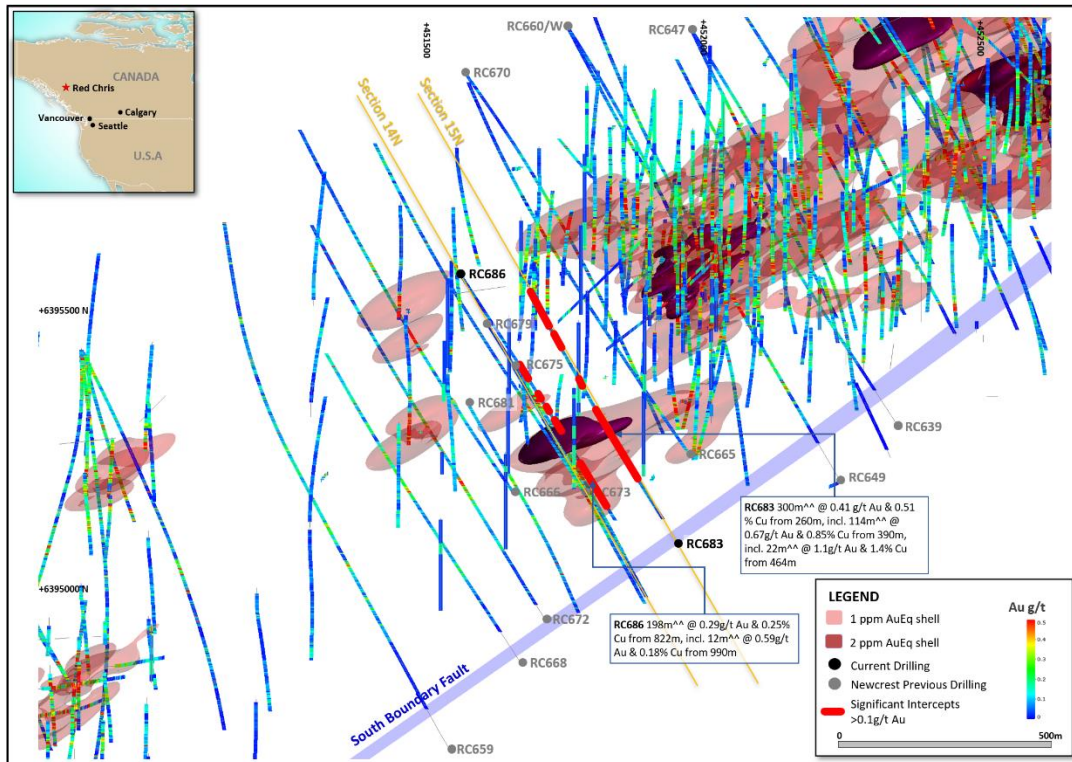 CANADA
Red Chris
Calgary
Vancouver
Seattle
U.S.A
+451500
RC660/W
RC647
+452000
+452500
RC670
Section 14N
Section 15N
RC686
+6395500 N
RC679
RC675
RC681
RC639
RC665
RC666
RC673
RC649
RC683
RC683 300m^^ @ 0.41 g/t Au & 0.51
% Cu from 260m, incl. 114m^^ @
0.67g/t Au & 0.85% Cu from 390m,
incl. 22m^^ @ 1.1g/t Au & 1.4% Cu
from 464m
+6395000 N
RC672
RC686 198m^^ @ 0.29g/t Au & 0.25%
Cu from 822m, incl. 12m^^ @ 0.59g/t
Au & 0.18% Cu from 990m
RC668
South Boundary Fault
RC659
LEGEND
Au g/t
1 ppm AuEq shell
2 ppm AuEq shell
Current Drilling
Newcrest Previous Drilling
Significant Intercepts
>0.1g/t Au
0.5
0.4
0.3
0.2
0.1
0
0
500m